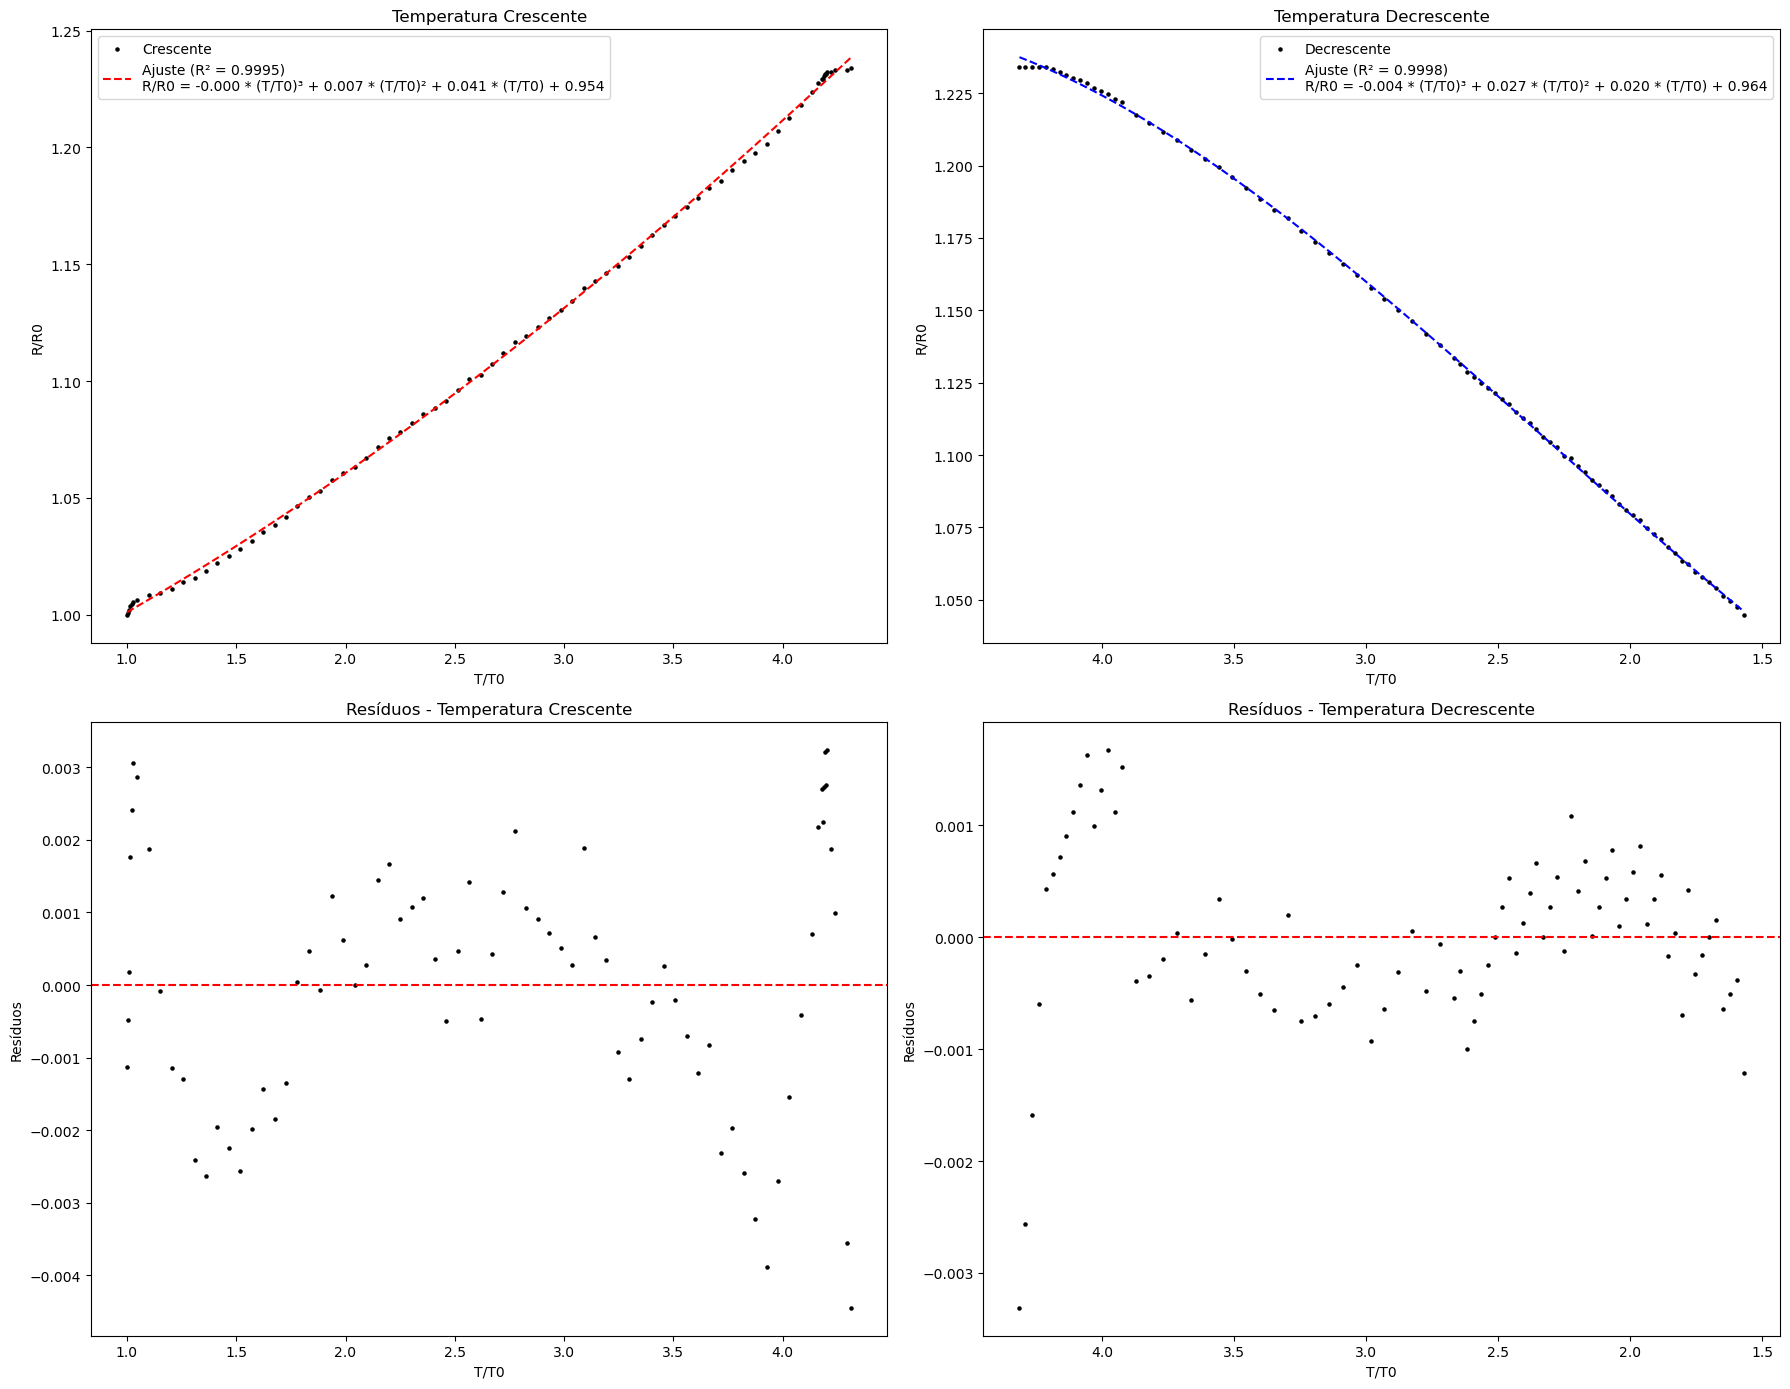 Temperatura Crescente
Crescente
Ajuste (R² = 0.9995)
R/R0 = -0.000 * (T/T0)³ + 0.007 * (T/T0)² + 0.041 * (T/T0) + 0.954
1.25
1.20
1.15
1.10
1.05
1.00
R/R0
1.0 1.5 2.0 2.5 3.0 3.5 4.0
T/T0
Temperatura Decrescente
Decrescente
Ajuste (R² = 0.9998)
R/R0 = -0.004 * (T/T0)³ + 0.027 * (T/T0)² + 0.020 * (T/T0) + 0.964
1.225
1.200
1.175
1.150
1.125
1.100
1.075
1.050
R/R0
4.0 3.5 3.0 2.5 2.0 1.5
T/T0
Resíduos - Temperatura Crescente
0.003
0.002
0.001
0.000
−0.001
−0.002
−0.003
−0.004
Resíduos
1.0 1.5 2.0 2.5 3.0 3.5 4.0
T/T0
Resíduos - Temperatura Decrescente
0.001
0.000
−0.001
−0.002
−0.003
Resíduos
4.0 3.5 3.0 2.5 2.0 1.5
T/T0